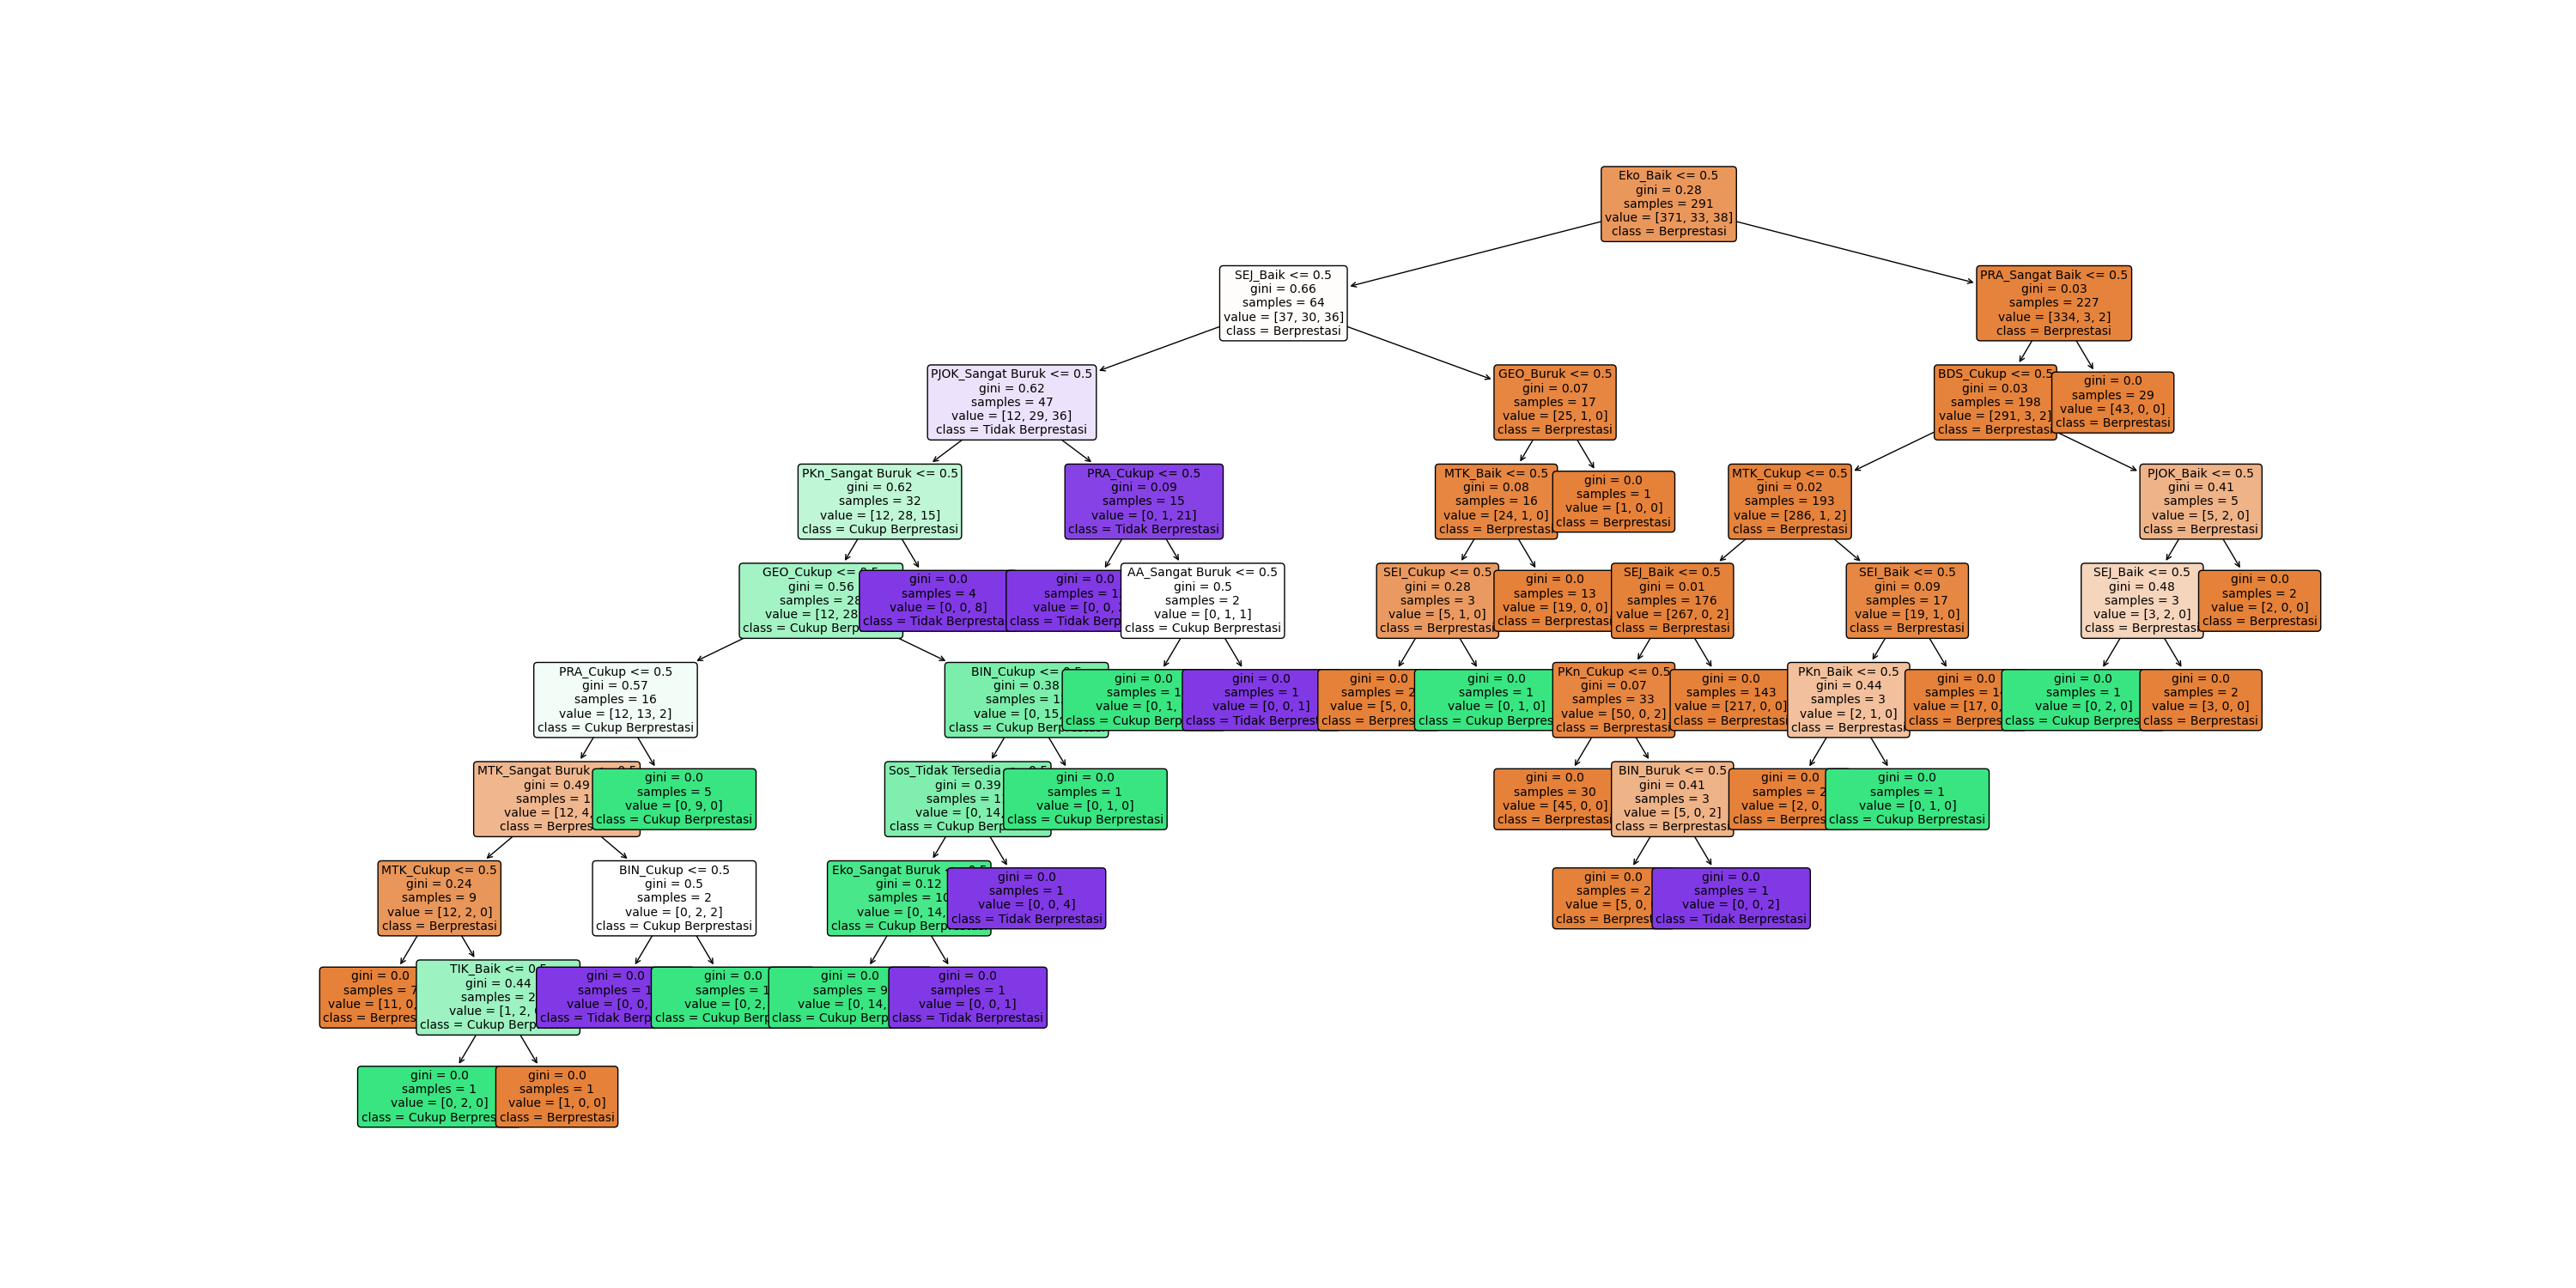 Eko_Baik <= 0.5
gini = 0.28
samples = 291
value = [371, 33, 38]
class = Berprestasi
SEJ_Baik <= 0.5
gini = 0.66
samples = 64
value = [37, 30, 36]
class = Berprestasi
PRA_Sangat Baik <= 0.5
gini = 0.03
samples = 227
value = [334, 3, 2]
class = Berprestasi
PJOK_Sangat Buruk <= 0.5
gini = 0.62
samples = 47
value = [12, 29, 36]
class = Tidak Berprestasi
GEO_Buruk <= 0.5
gini = 0.07
samples = 17
value = [25, 1, 0]
class = Berprestasi
BDS_Cukup <= 0.5
gini = 0.03
samples = 198
value = [291, 3, 2]
class = Berprestasi
gini = 0.0
samples = 29
value = [43, 0, 0]
class = Berprestasi
PKn_Sangat Buruk <= 0.5
gini = 0.62
samples = 32
value = [12, 28, 15]
class = Cukup Berprestasi
PRA_Cukup <= 0.5
gini = 0.09
samples = 15
value = [0, 1, 21]
class = Tidak Berprestasi
MTK_Baik <= 0.5
gini = 0.08
samples = 16
value = [24, 1, 0]
class = Berprestasi
gini = 0.0
samples = 1
value = [1, 0, 0]
class = Berprestasi
MTK_Cukup <= 0.5
gini = 0.02
samples = 193
value = [286, 1, 2]
class = Berprestasi
PJOK_Baik <= 0.5
gini = 0.41
samples = 5
value = [5, 2, 0]
class = Berprestasi
GEO_Cukup <= 0.5
gini = 0.56
samples = 28
value = [12, 28
class = Cukup
gini = 0.0
samples = 4
value = [0, 0, 8]
class = Tidak Berprestasi
gini = 0.0
samples =
value = [0, 0,
class = Tidak
AA_Sangat Buruk <= 0.5
gini = 0.5
samples = 2
value = [0, 1, 1]
class = Cukup Berprestasi
SEI_Cukup <= 0.5
gini = 0.28
samples = 3
value = [5, 1, 0]
class = Berprestasi
gini = 0.0
samples = 13
value = [19, 0, 0]
class = Berprestasi
SEJ_Baik <= 0.5
gini = 0.01
samples = 176
value = [267, 0, 2]
class = Berprestasi
SEI_Baik <= 0.5
gini = 0.09
samples = 17
value = [19, 1, 0]
class = Berprestasi
SEJ_Baik <= 0.5
gini = 0.48
samples = 3
value = [3, 2, 0]
class = Berprestasi
gini = 0.0
samples = 2
value = [2, 0, 0]
class = Berprestasi
PRA_Cukup <= 0.5
gini = 0.57
samples = 16
value = [12, 13, 2]
class = Cukup Berprestasi
BIN_Cukup <= 0.5
gini = 0.38
samples =
value = [0, 15,
class = Cukup
gini = 0.0
samples = 1
value = [0, 1,
class = Cukup
gini = 0.0
samples = 1
value = [0, 0, 1]
class = Tidak
gini = 0.0
samples = 2
value = [5, 0,
class =
gini = 0.0
samples = 1
value = [0, 1, 0]
class = Cukup Berprestasi
PKn_Cukup <= 0.5
gini = 0.07
samples = 33
value = [50, 0, 2]
class = Berprestasi
gini = 0.0
samples = 143
value = [217, 0, 0]
class = Berprestasi
PKn_Baik <= 0.5
gini = 0.44
samples = 3
value = [2, 1, 0]
class = Berprestasi
gini = 0.0
samples =
value = [17, 0,
class =
gini = 0.0
samples = 1
value = [0, 2, 0]
class = Cukup
gini = 0.0
samples = 2
value = [3, 0, 0]
class = Berprestasi
MTK_Sangat Buruk
gini = 0.49
samples =
value = [12, 4,
class =
gini = 0.0
samples = 5
value = [0, 9, 0]
class = Cukup Berprestasi
Sos_Tidak Tersedia
gini = 0.39
samples =
value = [0, 14,
class = Cukup
gini = 0.0
samples = 1
value = [0, 1, 0]
class = Cukup Berprestasi
gini = 0.0
samples = 30
value = [45, 0, 0]
class = Berprestasi
BIN_Buruk <= 0.5
gini = 0.41
samples = 3
value = [5, 0, 2]
class = Berprestasi
gini = 0.0
samples = 2
value = [2, 0,
class =
gini = 0.0
samples = 1
value = [0, 1, 0]
class = Cukup Berprestasi
MTK_Cukup <= 0.5
gini = 0.24
samples = 9
value = [12, 2, 0]
class = Berprestasi
BIN_Cukup <= 0.5
gini = 0.5
samples = 2
value = [0, 2, 2]
class = Cukup Berprestasi
Eko_Sangat Buruk
gini = 0.12
samples = 10
value = [0, 14,
class = Cukup
gini = 0.0
samples = 1
value = [0, 0, 4]
class = Tidak Berprestasi
gini = 0.0
samples = 2
value = [5, 0,
class =
gini = 0.0
samples = 1
value = [0, 0, 2]
class = Tidak Berprestasi
gini = 0.0
samples = 7
value = [11, 0,
class =
TIK_Baik <= 0.5
gini = 0.44
samples = 2
value = [1, 2,
class = Cukup
gini = 0.0
samples = 1
value = [0, 0,
class = Tidak
gini = 0.0
samples = 1
value = [0, 2,
class = Cukup
gini = 0.0
samples = 9
value = [0, 14,
class = Cukup
gini = 0.0
samples = 1
value = [0, 0, 1]
class = Tidak Berprestasi
gini = 0.0
samples = 1
value = [0, 2, 0]
class = Cukup
gini = 0.0
samples = 1
value = [1, 0, 0]
class = Berprestasi